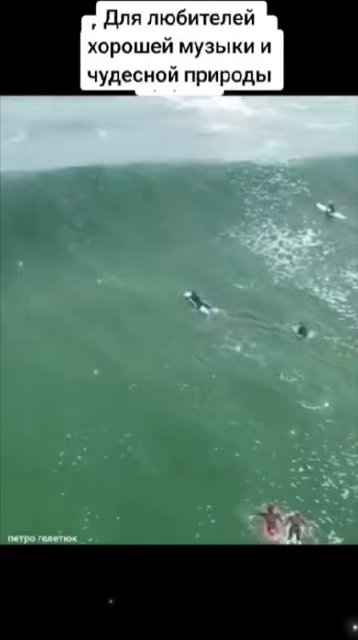 , Для любителей
хорошей музыки и
чудесной природы
петро гелетюк